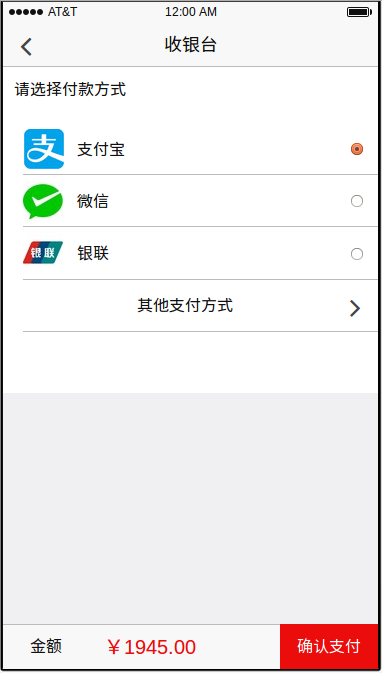 AT&T 12:00 AM
收银台
请选择付款方式
支 支付宝
微信
银联 银联
其他支付方式
金额 ￥1945.00 确认支付